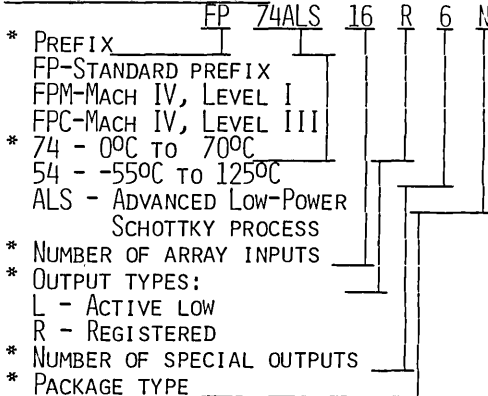 FP 74ALS 16 R 6 N
* PREFIX
FP-STANDARD PREFIX
FPM-MACH IV, LEVEL I
FPC-MACH IV, LEVEL III
* 74 - 0ºC TO 70ºC
54 - -55ºC TO 125ºC
ALS - ADVANCED LOW-POWER
SCHOTTKY PROCESS
* NUMBER OF ARRAY INPUTS
* OUTPUT TYPES:
L - ACTIVE LOW
R - REGISTERED
* NUMBER OF SPECIAL OUTPUTS
* PACKAGE TYPE